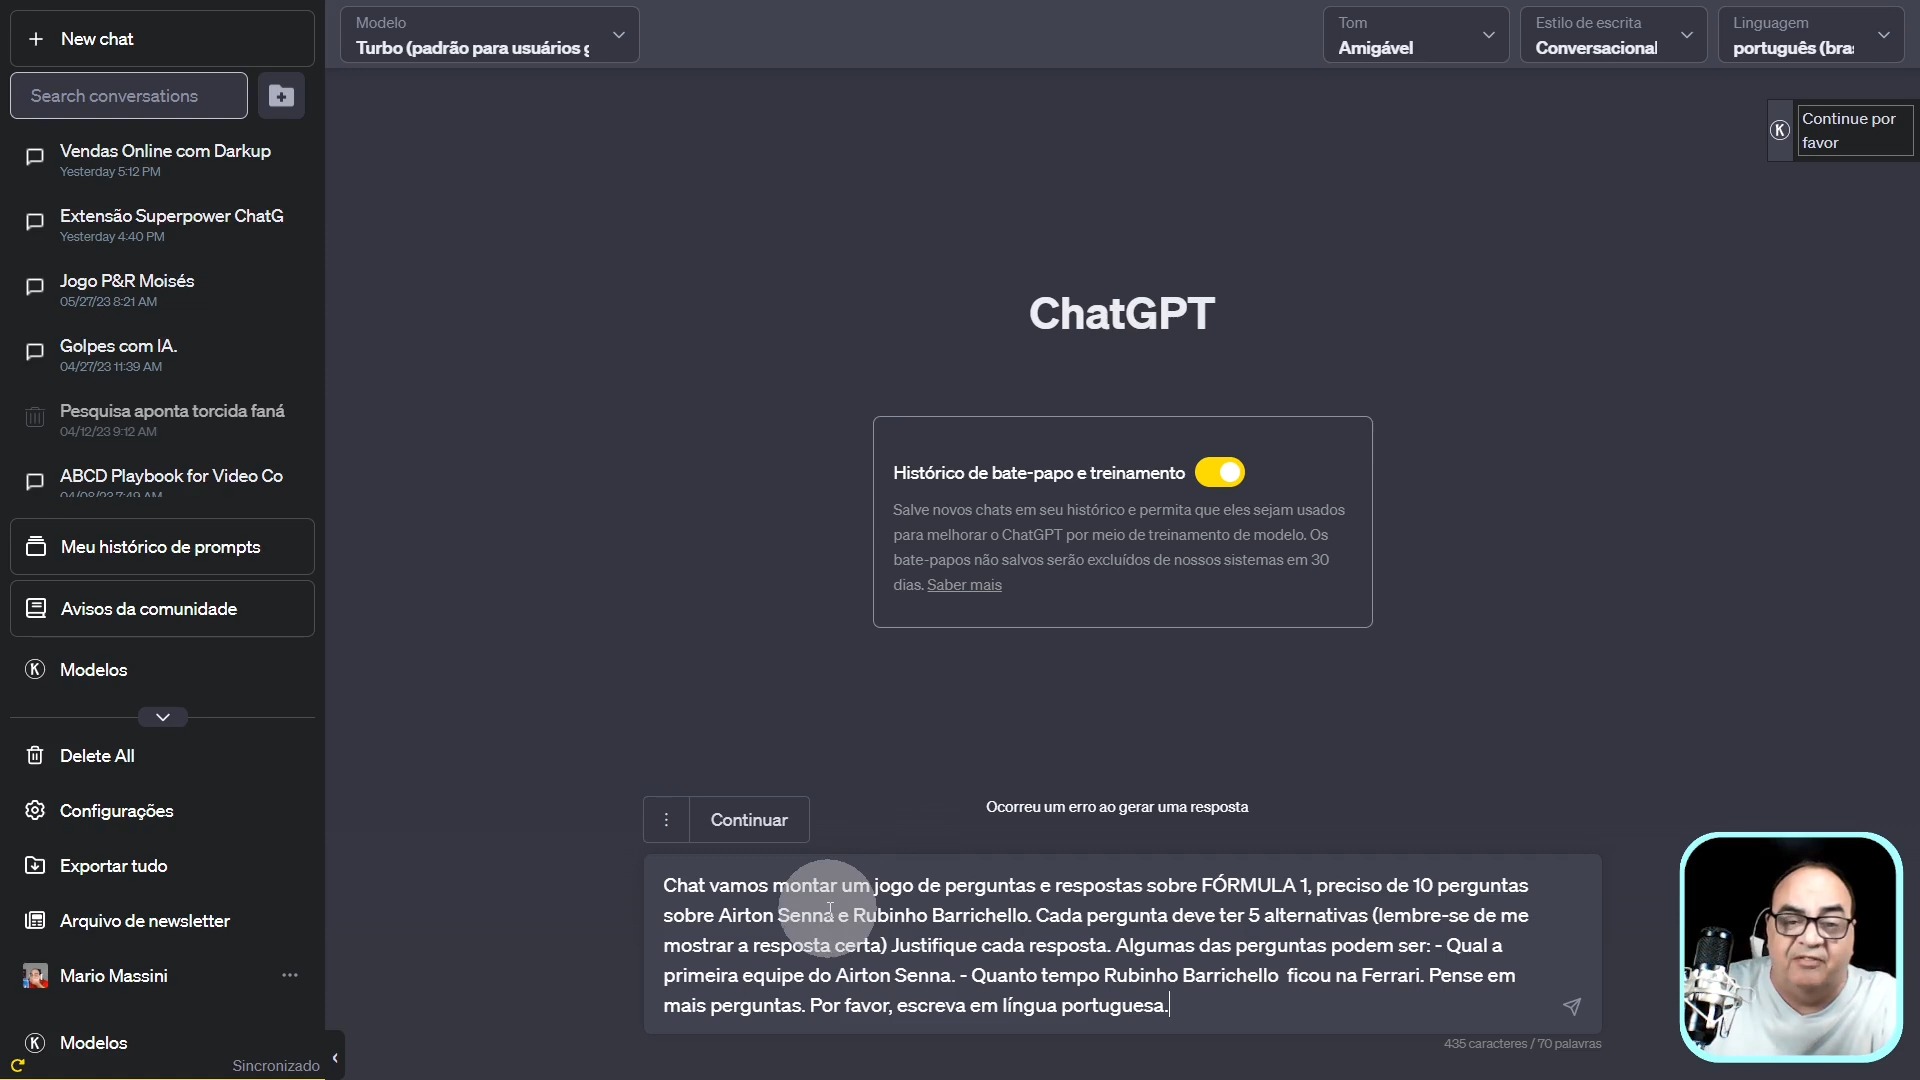 New chat
Search conversations
Vendas Online com Darkup
Yesterday 5:12 PM
Extensão Superpower ChatG
Yesterday 4:40 PM
Jogo P&R Moisés
05/27/23 8:21 AM
Golpes com IA.
04/27/23 11:39 AM
Pesquisa aponta torcida faná
04/12/23 9:12 AM
ABCD Playbook for Video Co
04/08/23 7:49 AM
Meu histórico de prompts
Avisos da comunidade
Modelos
Delete All
Configurações
Exportar tudo
Arquivo de newsletter
Mario Massini
Modelos
Sincronizado
Modelo
Turbo (padrão para usuários g
Tom
Amigável
Estilo de escrita
Conversacional
Linguagem
português (bra
Continue por
favor
ChatGPT
Histórico de bate-papo e treinamento
Salve novos chats em seu histórico e permita que eles sejam usados
para melhorar o ChatGPT por meio de treinamento de modelo. Os
bate-papos não salvos serão excluídos de nossos sistemas em 30
dias. Saber mais
Ocorreu um erro ao gerar uma resposta
Continuar
Chat vamos montar um jogo de perguntas e respostas sobre FÓRMULA 1, preciso de 10 perguntas
sobre Airton Senna e Rubinho Barrichello. Cada pergunta deve ter 5 alternativas (lembre-se de me
mostrar a resposta certa) Justifique cada resposta. Algumas das perguntas podem ser: - Qual a
primeira equipe do Airton Senna. - Quanto tempo Rubinho Barrichello ficou na Ferrari. Pense em
mais perguntas. Por favor, escreva em língua portuguesa.
435 caracteres / 70 palavras